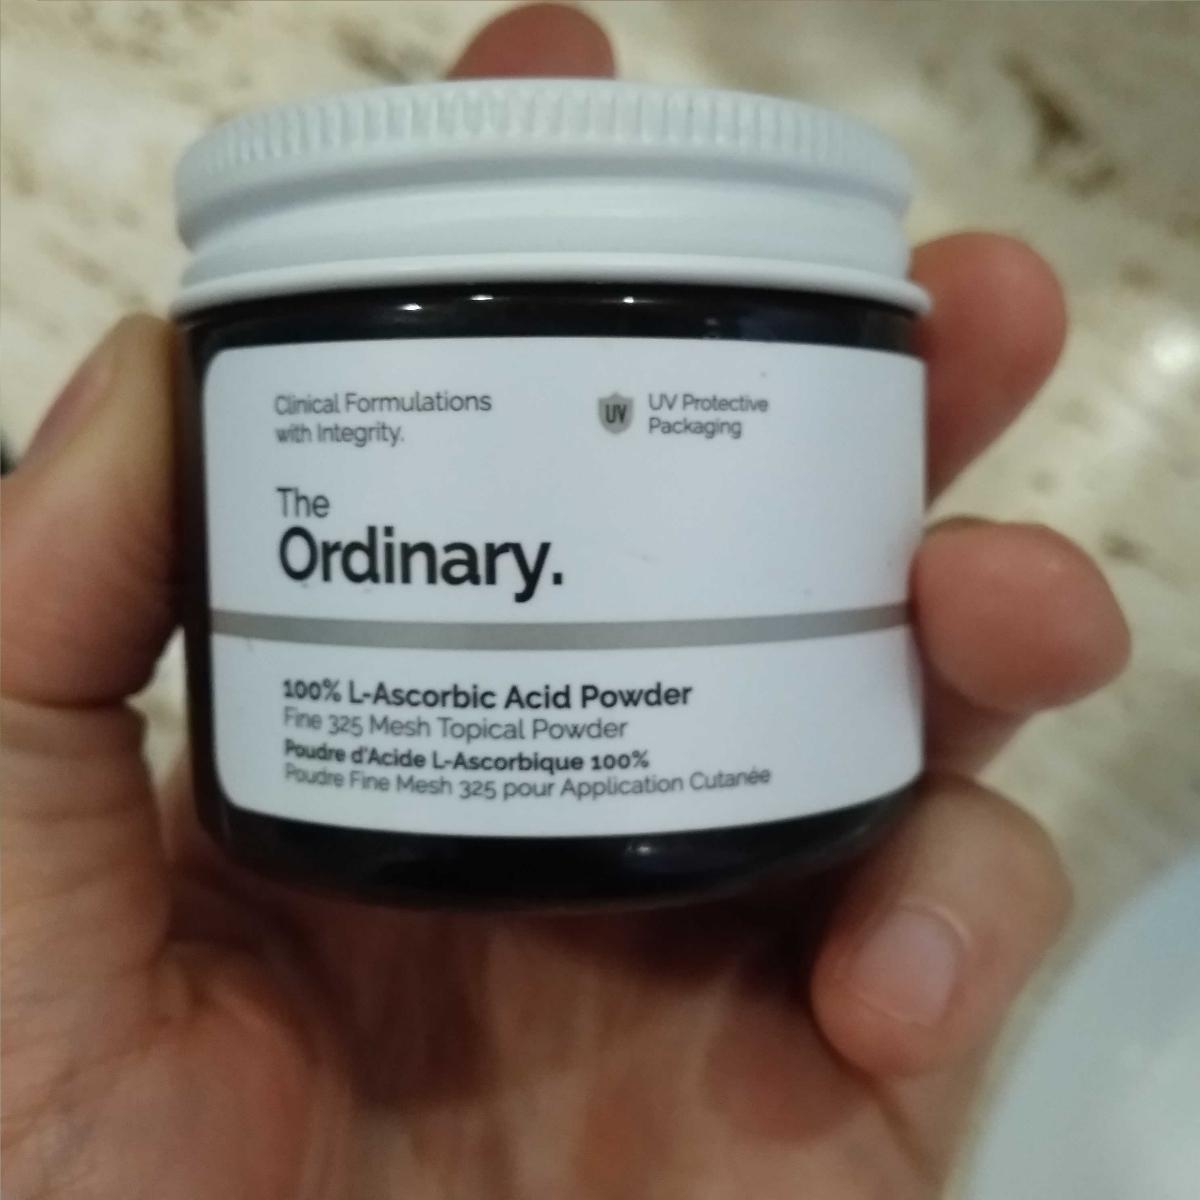 Clinical Formulations
with Integrity.
UV
UV Protective
Packaging
The
Ordinary.
100% L-Ascorbic Acid Powder
Fine 325 Mesh Topical Powder
Poudre d'Acide L-Ascorbique 100%
Poudre Fine Mesh 325 pour Application Cutanée